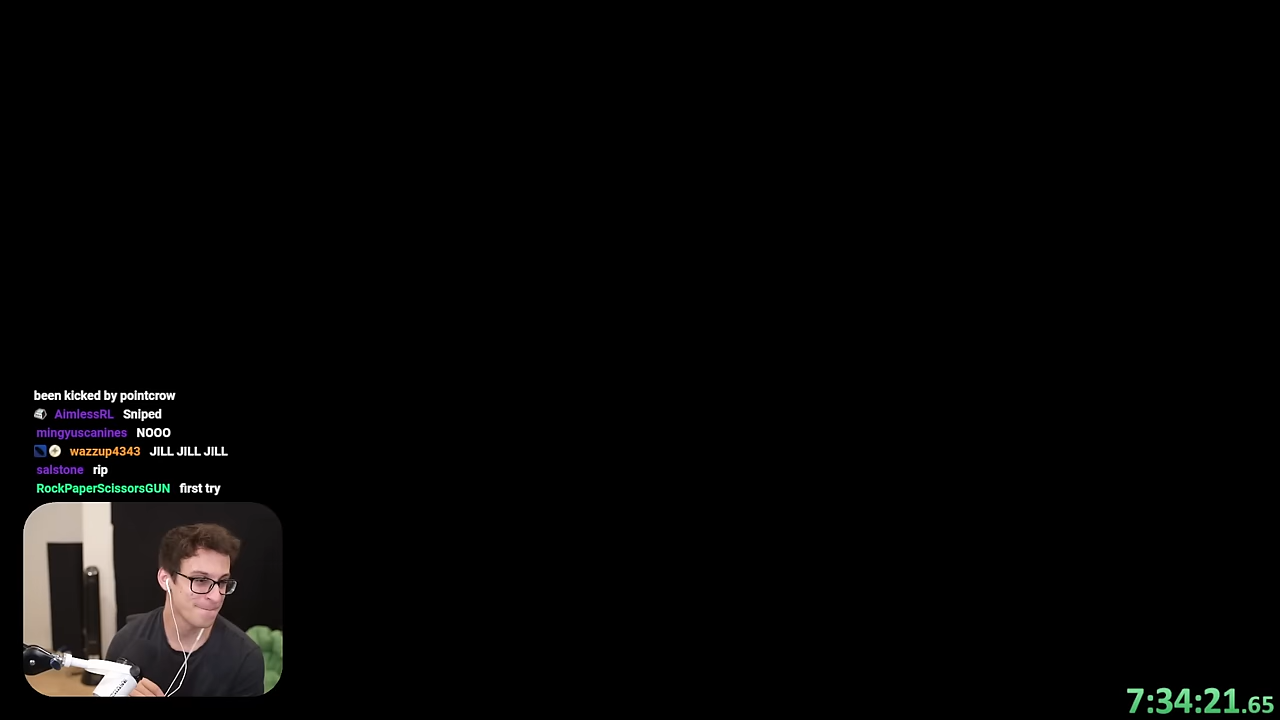 been kicked by pointcrow
AimlessRL Sniped
mingyuscanines NOOO
wazzup4343 JILL JILL JILL
salstone rip
RockPaperScissorsGUN first try
7:34:21.65